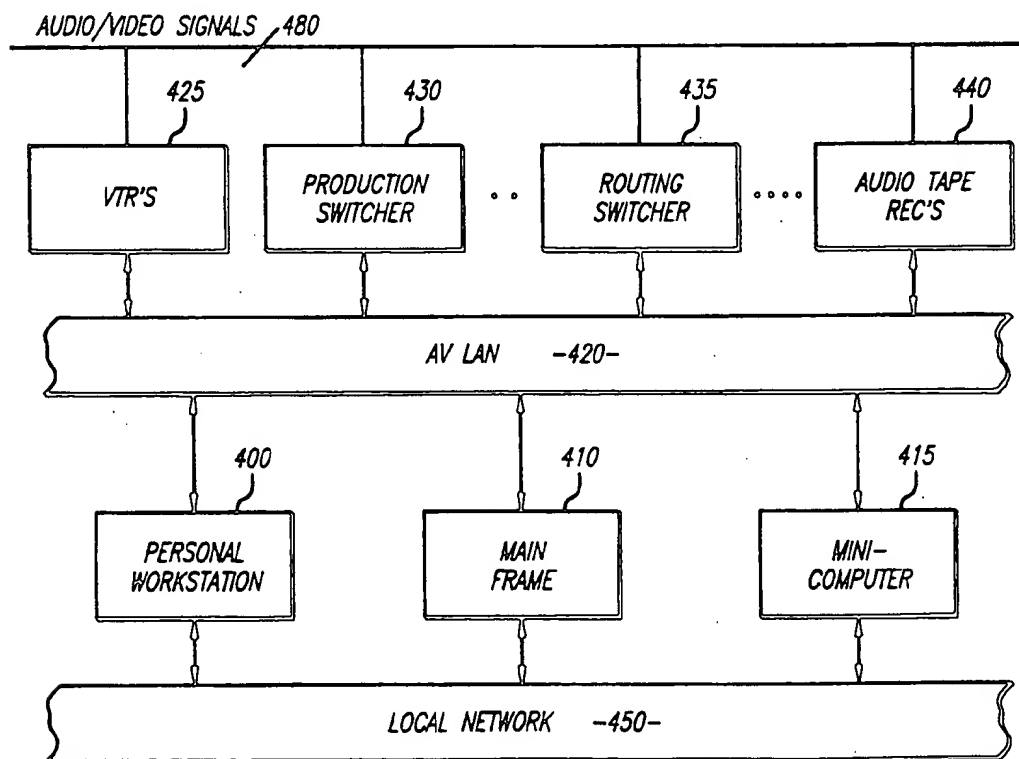 AUDIO/VIDEO SIGNALS 480
425
430
435
440
VTR'S
PRODUCTION
SWITCHER
ROUTING
SWITCHER
AUDIO TAPE
REC'S
AV LAN -420-
400
410
415
PERSONAL
WORKSTATION
MAIN
FRAME
MINI-
COMPUTER
LOCAL NETWORK -450-